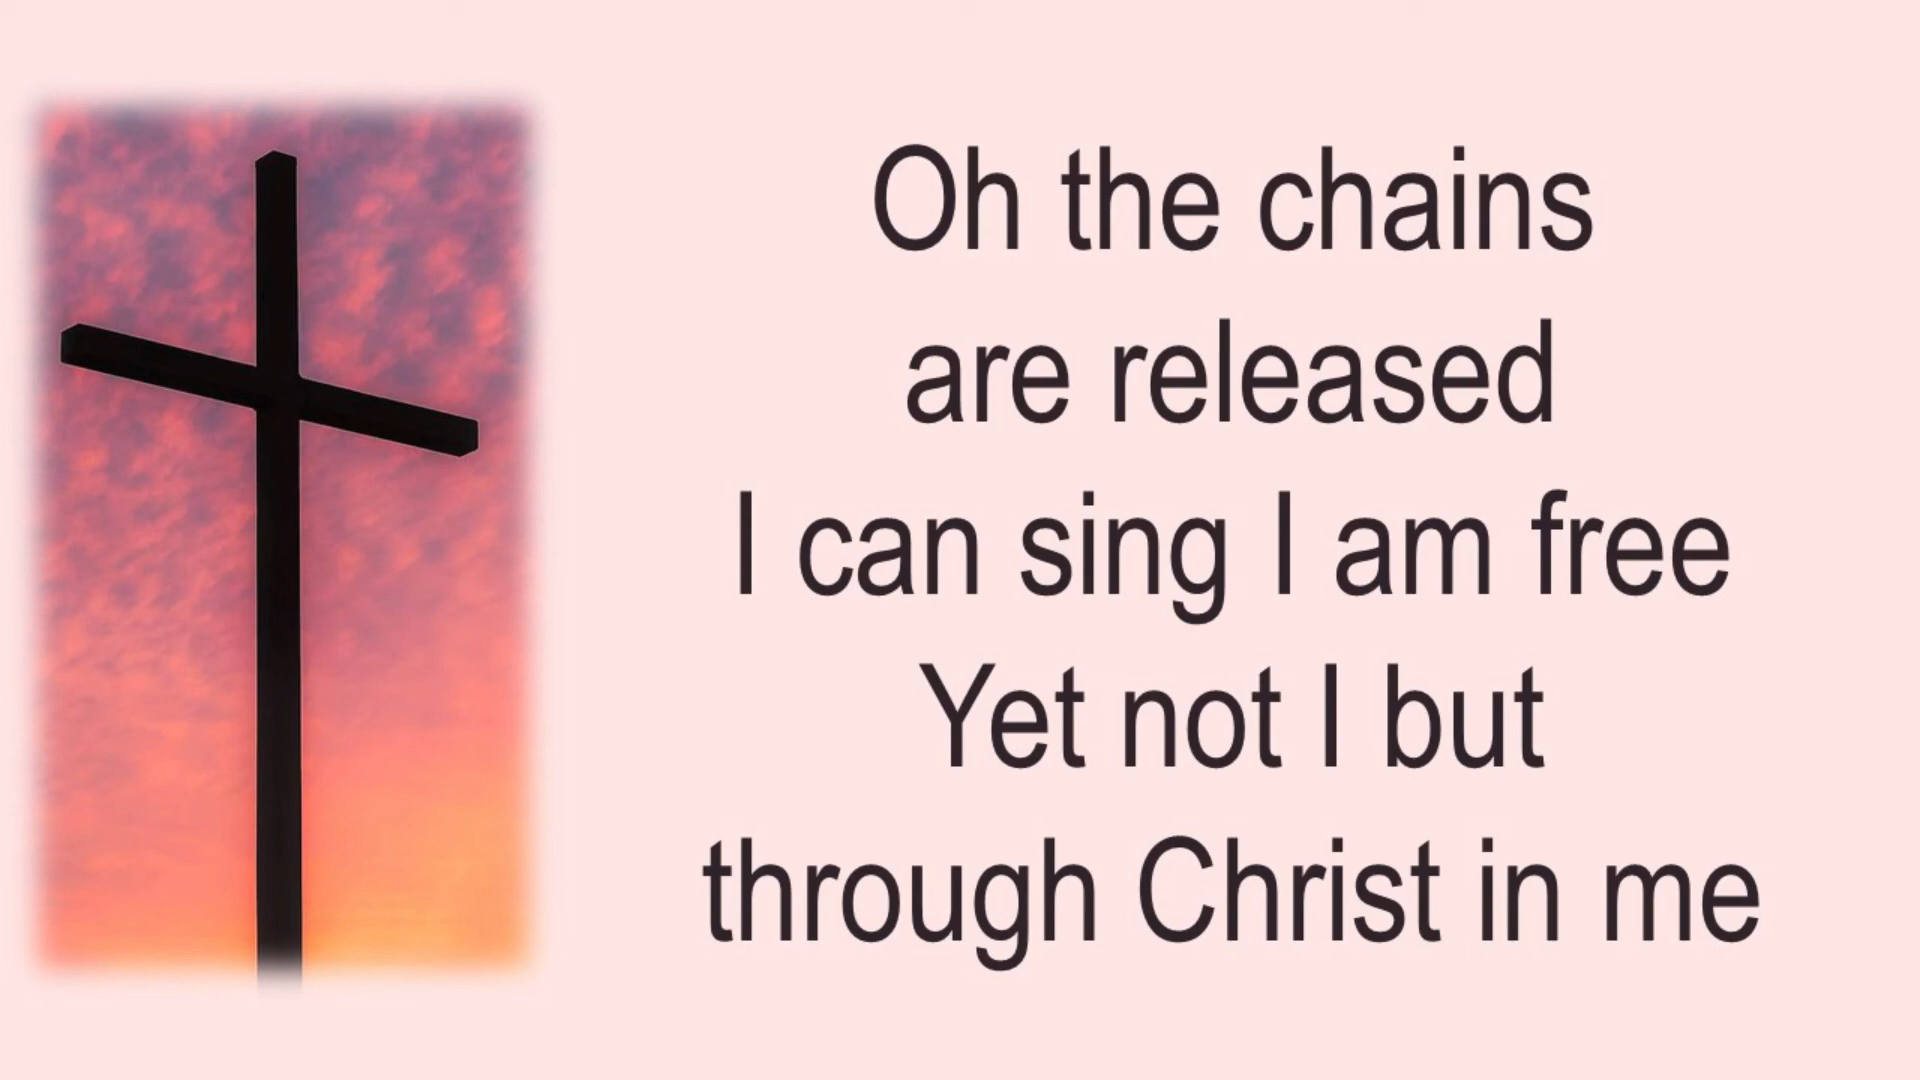 Oh the chains
are released
I can sing I am free
Yet not I but
through Christ in me